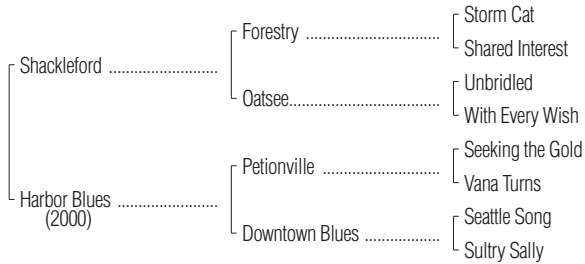 Storm Cat
Forestry ................................
Shared Interest
Shackleford ..........................
Unbridled
Oatsee.................................
With Every Wish
Seeking the Gold
Petionville .........................
Vana Turns
Harbor Blues ........................
(2000)
Seattle Song
Downtown Blues ..................
Sultry Sally